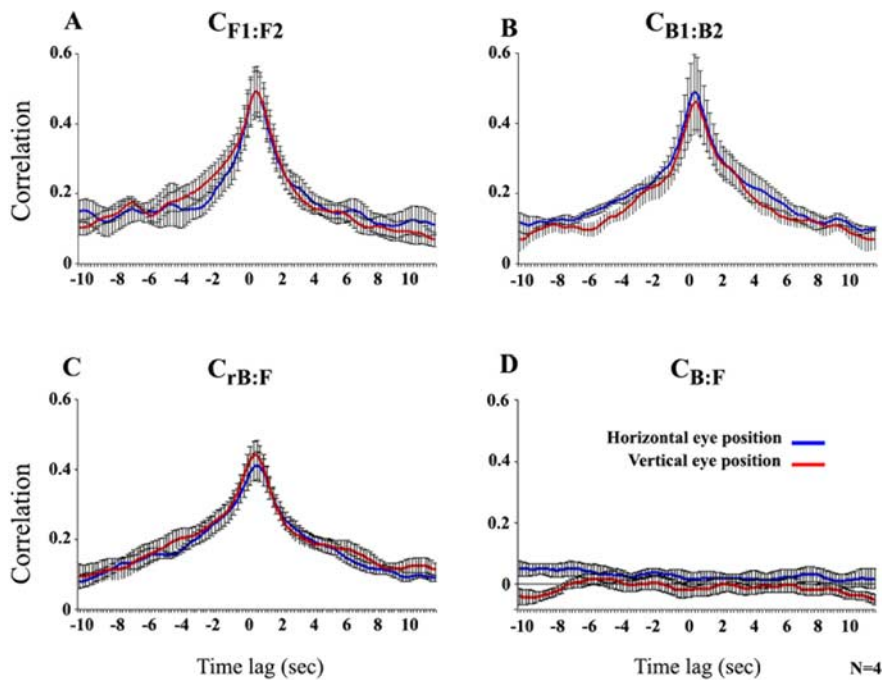 A
C_F1:F2
B
C_B1:B2
0.6
0.4
0.2
0
Correlation
-10 -8 -6 -4 -2 0 2 4 6 8 10
0.6
0.4
0.2
0
-10 -8 -6 -4 -2 0 2 4 6 8 10
C
C_rB:F
D
C_B:F
0.6
0.4
0.2
0
Correlation
-10 -8 -6 -4 -2 0 2 4 6 8 10
Time lag (sec)
0.6
0.4
0.2
0
Horizontal eye position
Vertical eye position
-10 -8 -6 -4 -2 0 2 4 6 8 10
Time lag (sec)
N=4